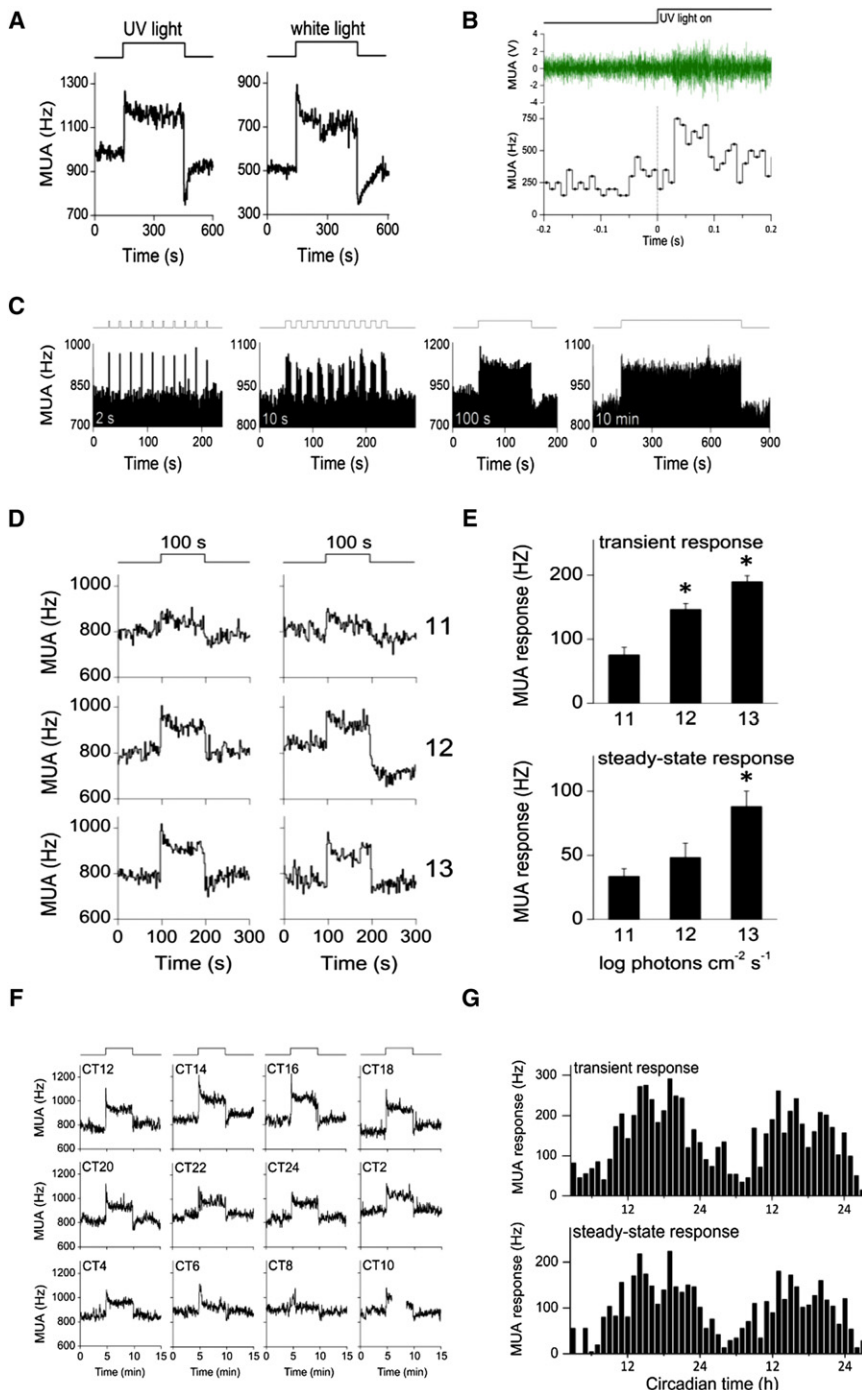 A
UV light
white light
MUA (Hz)
1300
1100
900
700
900
700
500
300
0 300 600
0 300 600
Time (s)
Time (s)
B
UV light on
MUA (V)
4
2
0
-2
-4
MUA (Hz)
750
500
250
0
-0.2 -0.1 0 0.1 0.2
Time (s)
C
MUA (Hz)
1000
850
700
2 s
0 100 200
Time (s)
1100
950
800
10 s
0 100 200
Time (s)
1200
950
700
100 s
0 50 100 150 200
Time (s)
1100
900
700
10 min
0 300 600 900
Time (s)
D
100 s
100 s
MUA (Hz)
1000
800
600
11
MUA (Hz)
1000
800
600
12
MUA (Hz)
1000
800
600
13
0 100 200 300
0 100 200 300
Time (s)
Time (s)
E
transient response
MUA response (HZ)
200
100
0
* *
11 12 13
steady-state response
MUA response (HZ)
100
50
0
*
11 12 13
log photons cm⁻² s⁻¹
F
CT12 CT14 CT16 CT18
MUA (Hz)
1200
1000
800
600
CT20 CT22 CT24 CT2
MUA (Hz)
1200
1000
800
600
CT4 CT6 CT8 CT10
MUA (Hz)
1200
1000
800
600
0 5 10 15 0 5 10 15 0 5 10 15 0 5 10 15
Time (min) Time (min) Time (min) Time (min)
G
transient response
MUA response (Hz)
300
200
100
0
12 24 12 24
steady-state response
MUA response (Hz)
200
100
0
12 24 12 24
Circadian time (h)